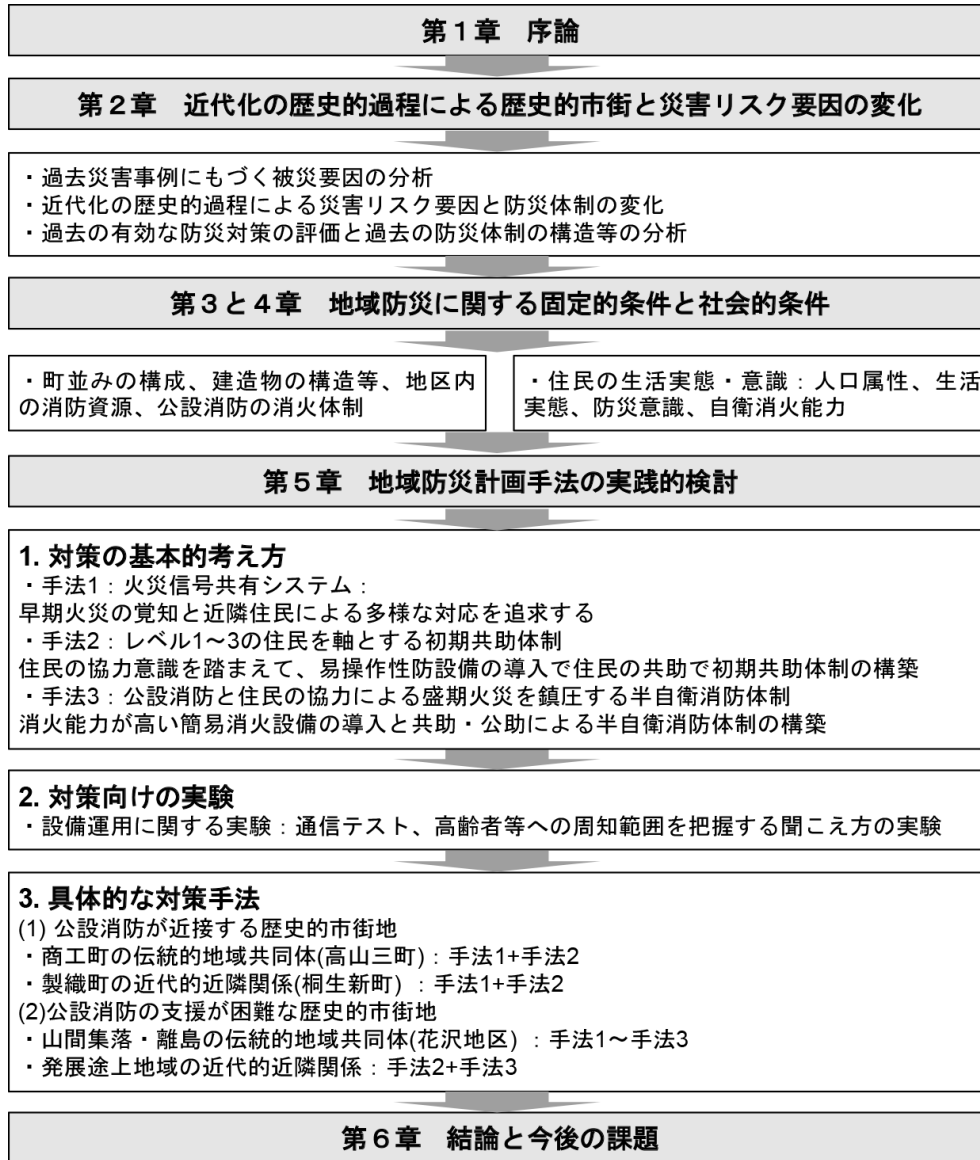 第１章　序論
第２章　近代化の歴史的過程による歴史的市街と災害リスク要因の変化
・過去災害事例にもづく被災要因の分析
・近代化の歴史的過程による災害リスク要因と防災体制の変化
・過去の有効な防災対策の評価と過去の防災体制の構造等の分析
第３と４章　地域防災に関する固定的条件と社会的条件
・町並みの構成、建造物の構造等、地区内
の消防資源、公設消防の消火体制
・住民の生活実態・意識：人口属性、生活
実態、防災意識、自衛消火能力
第５章　地域防災計画手法の実践的検討
1. 対策の基本的考え方
・手法1：火災信号共有システム：
早期火災の覚知と近隣住民による多様な対応を追求する
・手法2：レベル1～3の住民を軸とする初期共助体制
住民の協力意識を踏まえて、易操作性防設備の導入で住民の共助で初期共助体制の構築
・手法3：公設消防と住民の協力による盛期火災を鎮圧する半自衛消防体制
消火能力が高い簡易消火設備の導入と共助・公助による半自衛消防体制の構築
2. 対策向けの実験
・設備運用に関する実験：通信テスト、高齢者等への周知範囲を把握する聞こえ方の実験
3. 具体的な対策手法
(1) 公設消防が近接する歴史的市街地
・商工町の伝統的地域共同体(高山三町)：手法1+手法2
・製織町の近代的近隣関係(桐生新町)：手法1+手法2
(2)公設消防の支援が困難な歴史的市街地
・山間集落・離島の伝統的地域共同体(花沢地区)：手法1～手法3
・発展途上地域の近代的近隣関係：手法2+手法3
第６章　結論と今後の課題